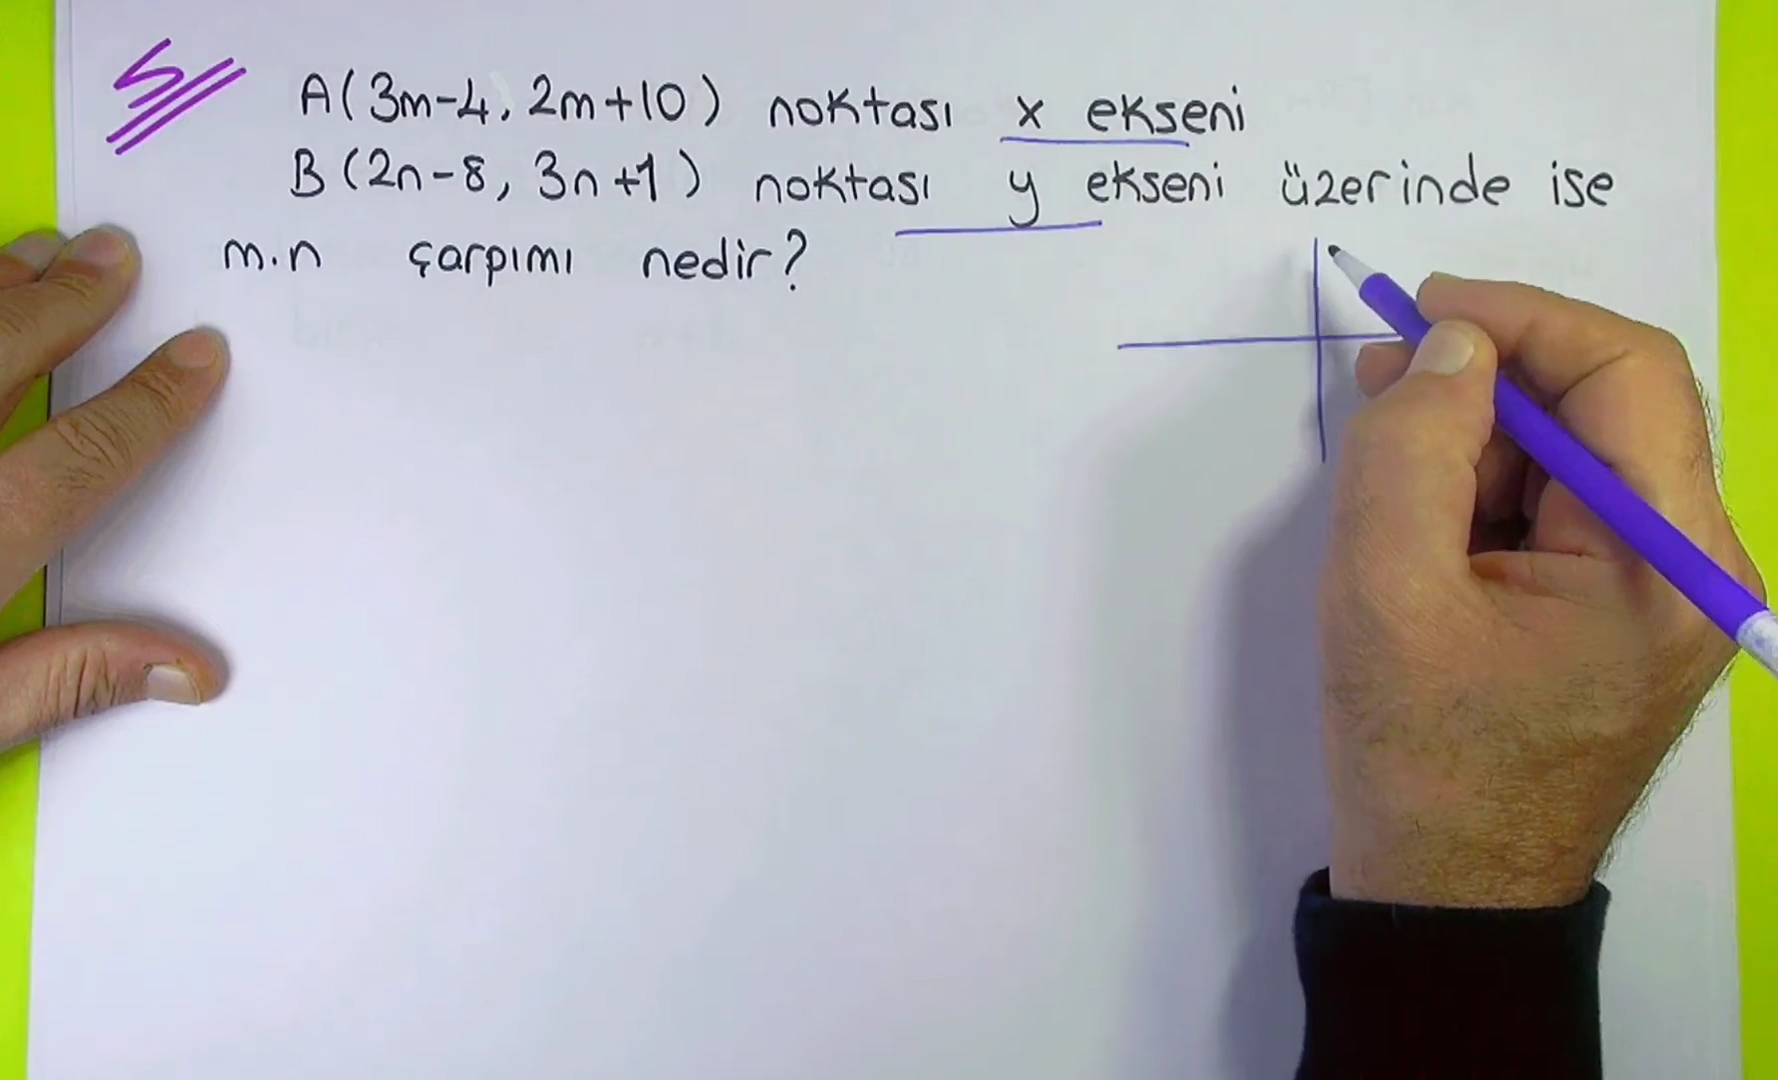 A(3m-4, 2m+10) noktası x ekseni
B(2n-8, 3n+1) noktası y ekseni üzerinde ise
m.n çarpımı nedir?